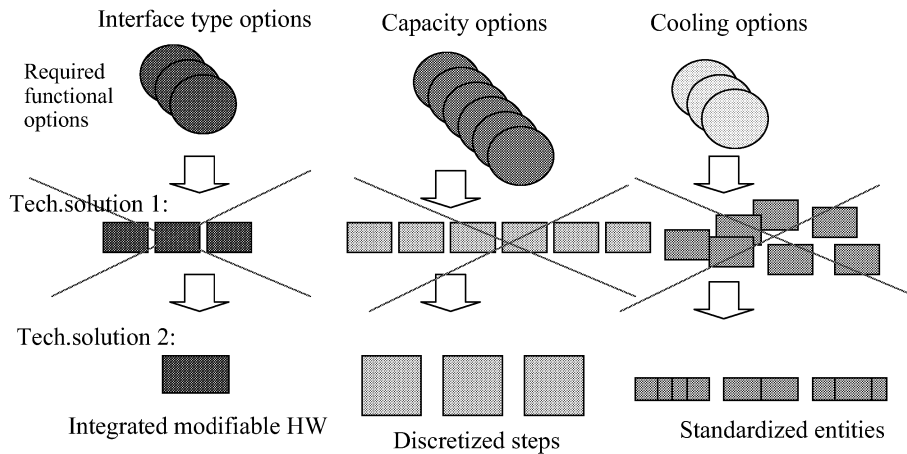 Interface type options
Capacity options
Cooling options
Required
functional
options
Tech.solution 1:
Tech.solution 2:
Integrated modifiable HW
Discretized steps
Standardized entities